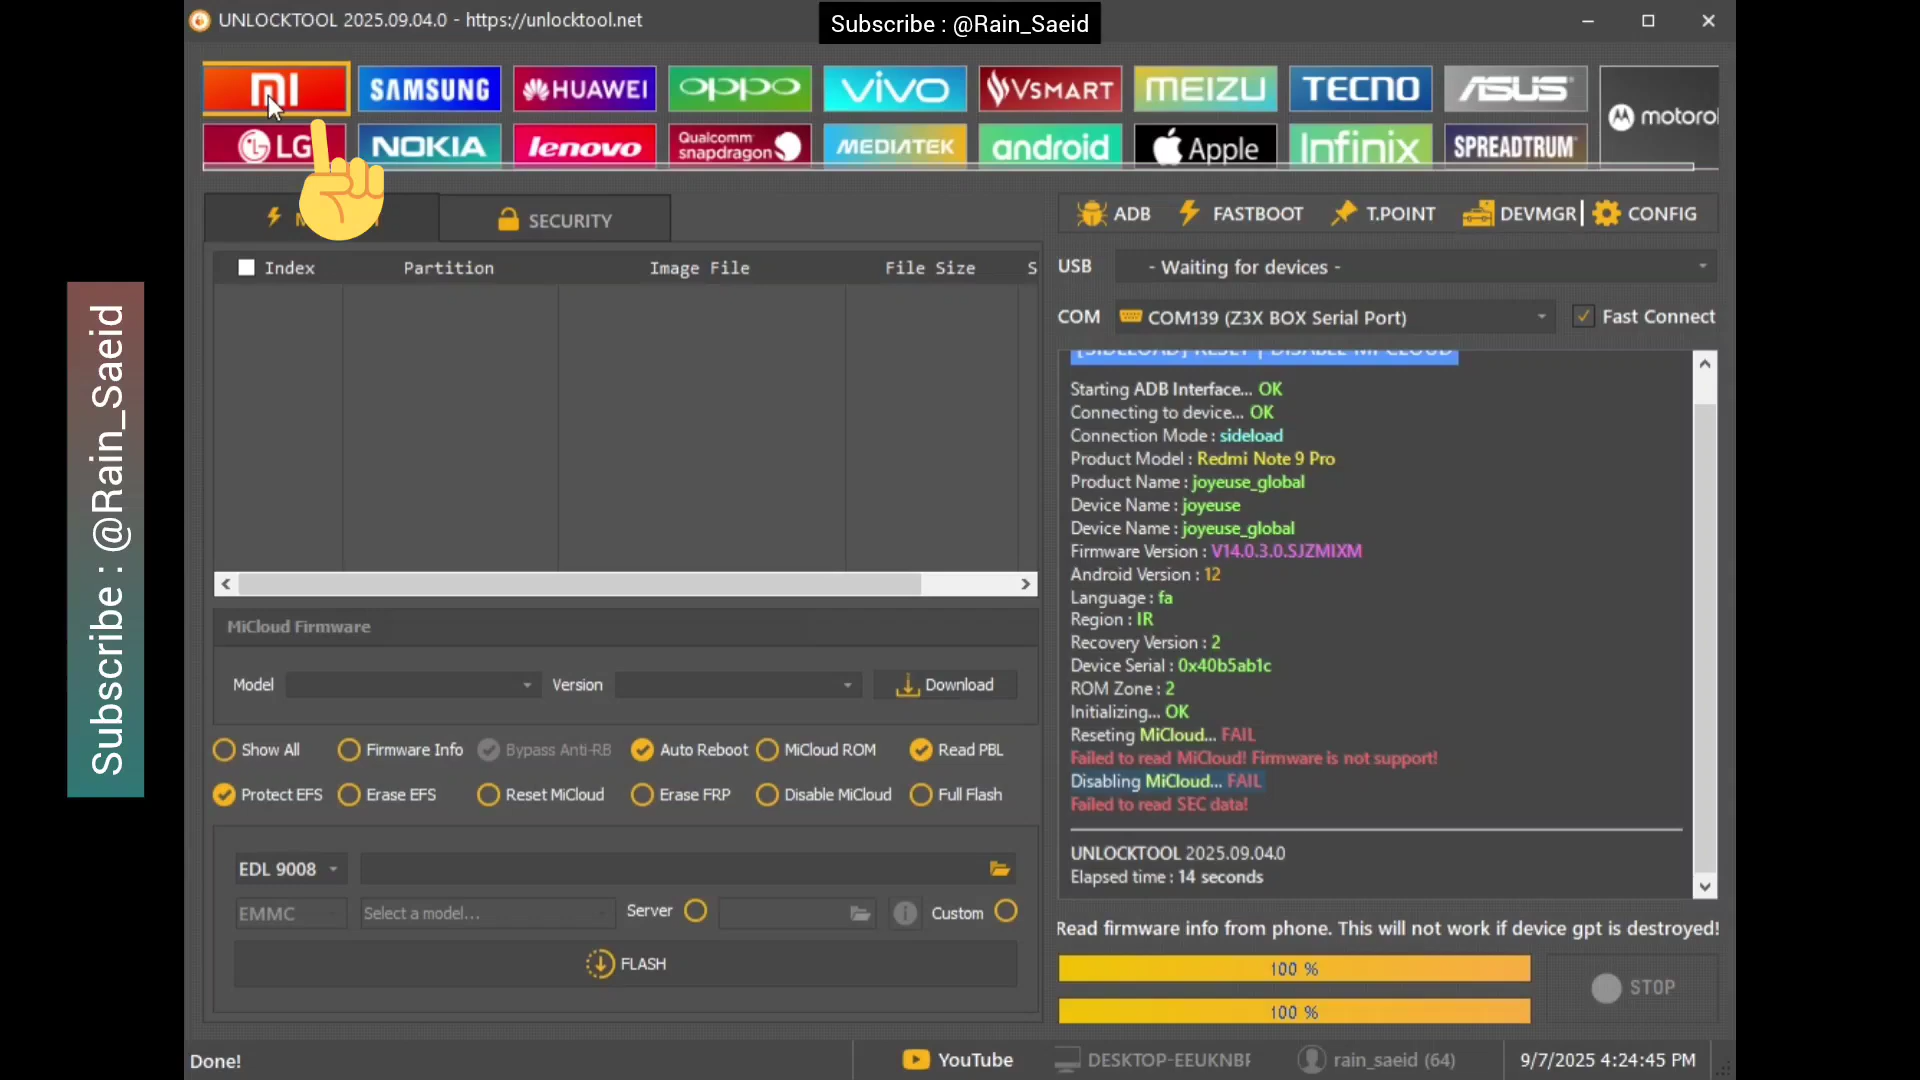 UNLOCKTOOL 2025.09.04.0 - https://unlocktool.net
Subscribe : @Rain_Saeid
MI
SAMSUNG
HUAWEI
oppo
vivo
VSMART
MEIZU
TECNO
ASUS
motorol
LG
NOKIA
lenovo
Qualcomm
snapdragon
MEDIATEK
android
Apple
Infinix
SPREADTRUM
SECURITY
ADB
FASTBOOT
T.POINT
DEVMGR
CONFIG
Index
Partition
Image File
File Size
S
USB
- Waiting for devices -
COM
COM139 (Z3X BOX Serial Port)
Fast Connect
[SIDELOAD] RESET | DISABLE MI CLOUD
Starting ADB Interface... OK
Connecting to device... OK
Connection Mode : sideload
Product Model : Redmi Note 9 Pro
Product Name : joyeuse_global
Device Name : joyeuse
Device Name : joyeuse_global
Firmware Version : V14.0.3.0.SJZMIXM
Android Version : 12
Language : fa
Region : IR
Recovery Version : 2
Device Serial : 0x40b5ab1c
ROM Zone : 2
Initializing... OK
Reseting MiCloud... FAIL
Failed to read MiCloud! Firmware is not support!
Disabling MiCloud... FAIL
Failed to read SEC data!
UNLOCKTOOL 2025.09.04.0
Elapsed time : 14 seconds
Subscribe : @Rain_Saeid
MiCloud Firmware
Model
Version
Download
Show All
Firmware Info
Bypass Anti-RB
Auto Reboot
MiCloud ROM
Read PBL
Protect EFS
Erase EFS
Reset MiCloud
Erase FRP
Disable MiCloud
Full Flash
EDL 9008
EMMC
Select a model...
Server
Custom
FLASH
Read firmware info from phone. This will not work if device gpt is destroyed!
100 %
100 %
STOP
Done!
YouTube
DESKTOP-EEUKNB
rain_saeid (64)
9/7/2025 4:24:45 PM